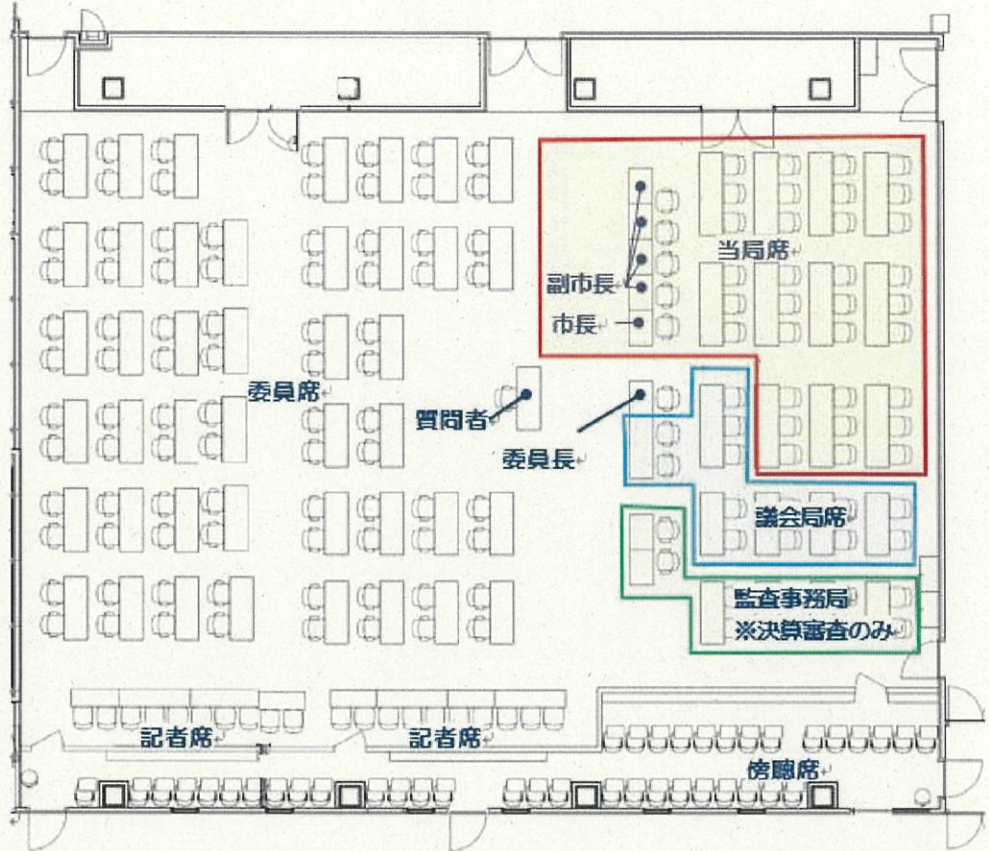 当局席
副市長
市長
委員席
質問者
委員長
議会局席
監査事務局
※決算審査のみ
記者席
記者席
傍聴席